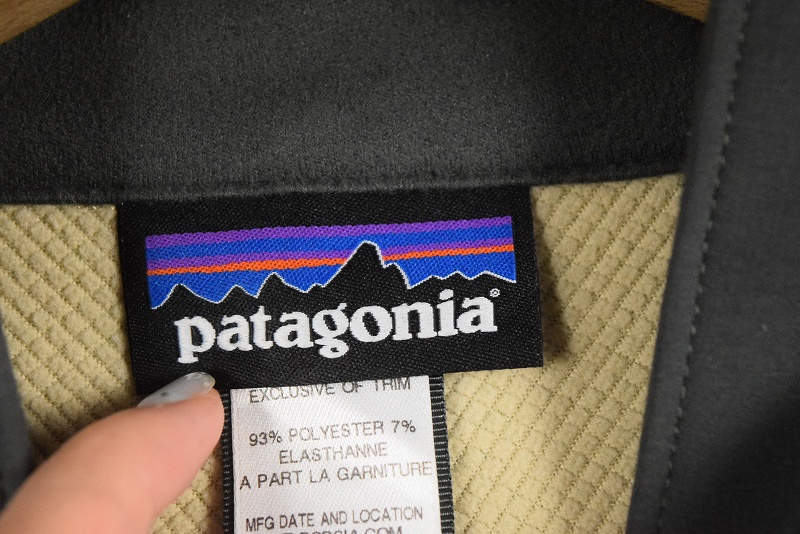 patagonia®
EXCLUSIVE OF TRIM
93% POLYESTER 7%
ELASTHANNE
A PART LA GARNITURE
MFG DATE AND LOCATION